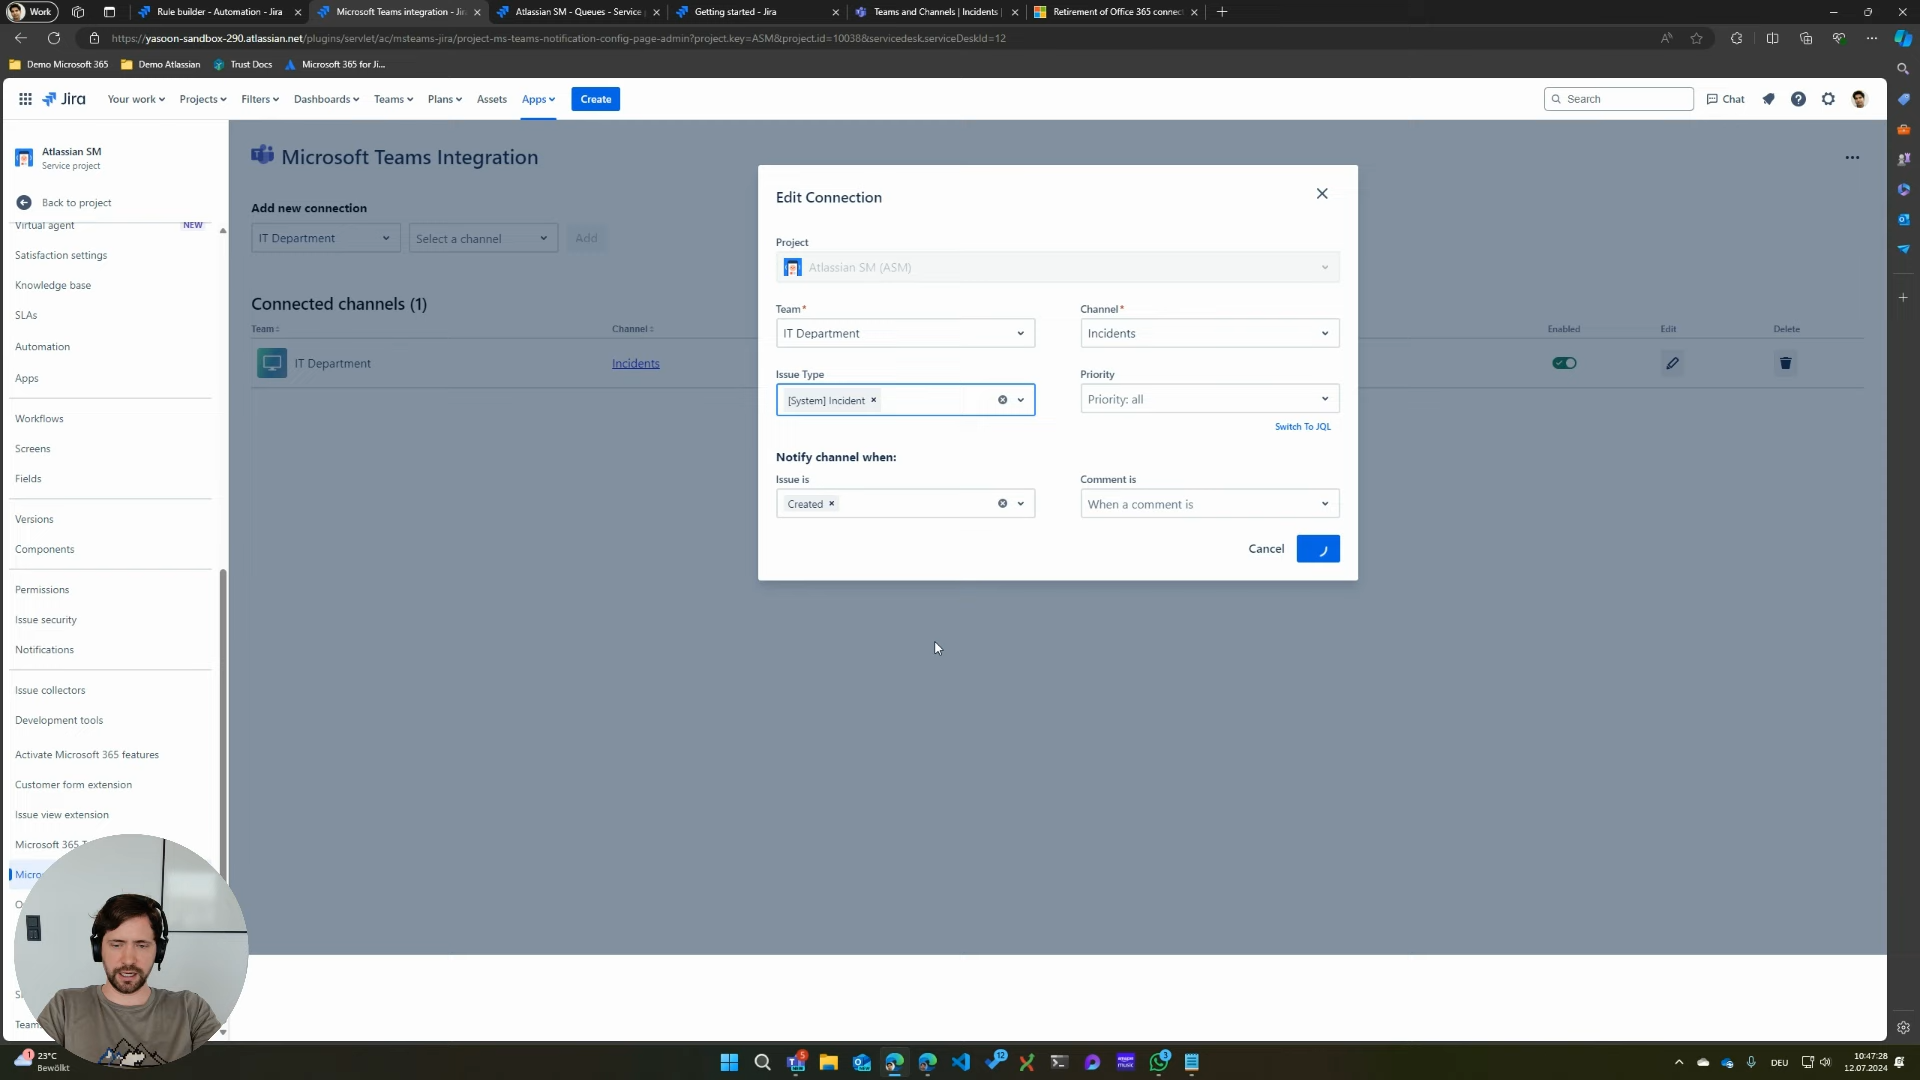 Work
Rule builder - Automation - Jira
Microsoft Teams integration - Jir
Atlassian SM - Queues - Service
Getting started - Jira
Teams and Channels | Incidents |
Retirement of Office 365 connect
https://yasoon-sandbox-290.atlassian.net/plugins/servlet/ac/msteams-jira/project-ms-teams-notification-config-page-admin?project.key=ASM&project.id=10038&servicedesk.serviceDeskId=12
Demo Microsoft 365
Demo Atlassian
Trust Docs
Microsoft 365 for Ji...
Jira
Your work
Projects
Filters
Dashboards
Teams
Plans
Assets
Apps
Create
Search
Chat
Atlassian SM
Service project
Back to project
Virtual agent
NEW
Satisfaction settings
Knowledge base
SLAs
Automation
Apps
Workflows
Screens
Fields
Versions
Components
Permissions
Issue security
Notifications
Issue collectors
Development tools
Activate Microsoft 365 features
Customer form extension
Issue view extension
Microsoft 365
Micro
Teams
Microsoft Teams Integration
Add new connection
IT Department
Select a channel
Add
Connected channels (1)
Team
Channel
Enabled
Edit
Delete
IT Department
Incidents
Edit Connection
Project
Atlassian SM (ASM)
Team*
Channel*
IT Department
Incidents
Issue Type
Priority
[System] Incident
Priority: all
Switch To JQL
Notify channel when:
Issue is
Comment is
Created
When a comment is
Cancel
1
23°C
Bewölkt
5
12
3
DEU
10:47:28
12.07.2024